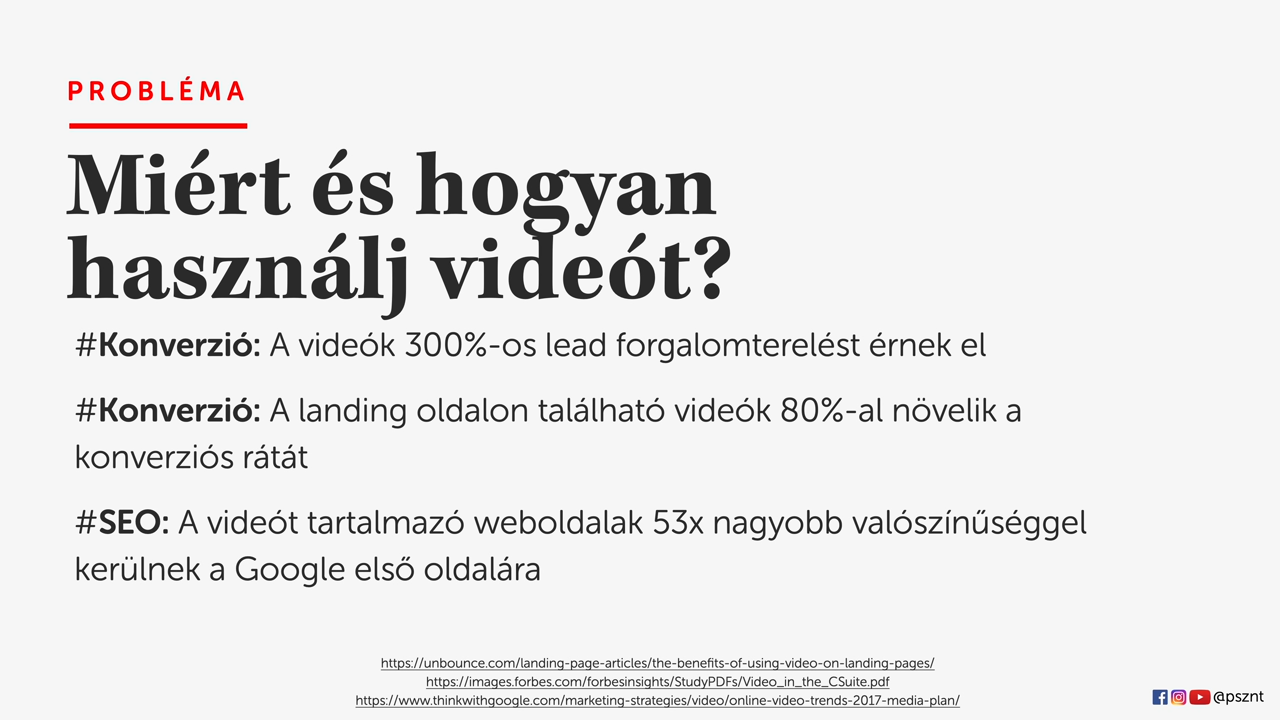 PROBLÉMA
Miért és hogyan
használj videót?
#Konverzió: A videók 300%-os lead forgalomterelést érnek el
#Konverzió: A landing oldalon található videók 80%-al növelik a
konverziós rátát
#SEO: A videót tartalmazó weboldalak 53x nagyobb valószínűséggel
kerülnek a Google első oldalára
https://unbounce.com/landing-page-articles/the-benefits-of-using-video-on-landing-pages/
https://images.forbes.com/forbesinsights/StudyPDFs/Video_in_the_CSuite.pdf
https://www.thinkwithgoogle.com/marketing-strategies/video/online-video-trends-2017-media-plan/
@psznt